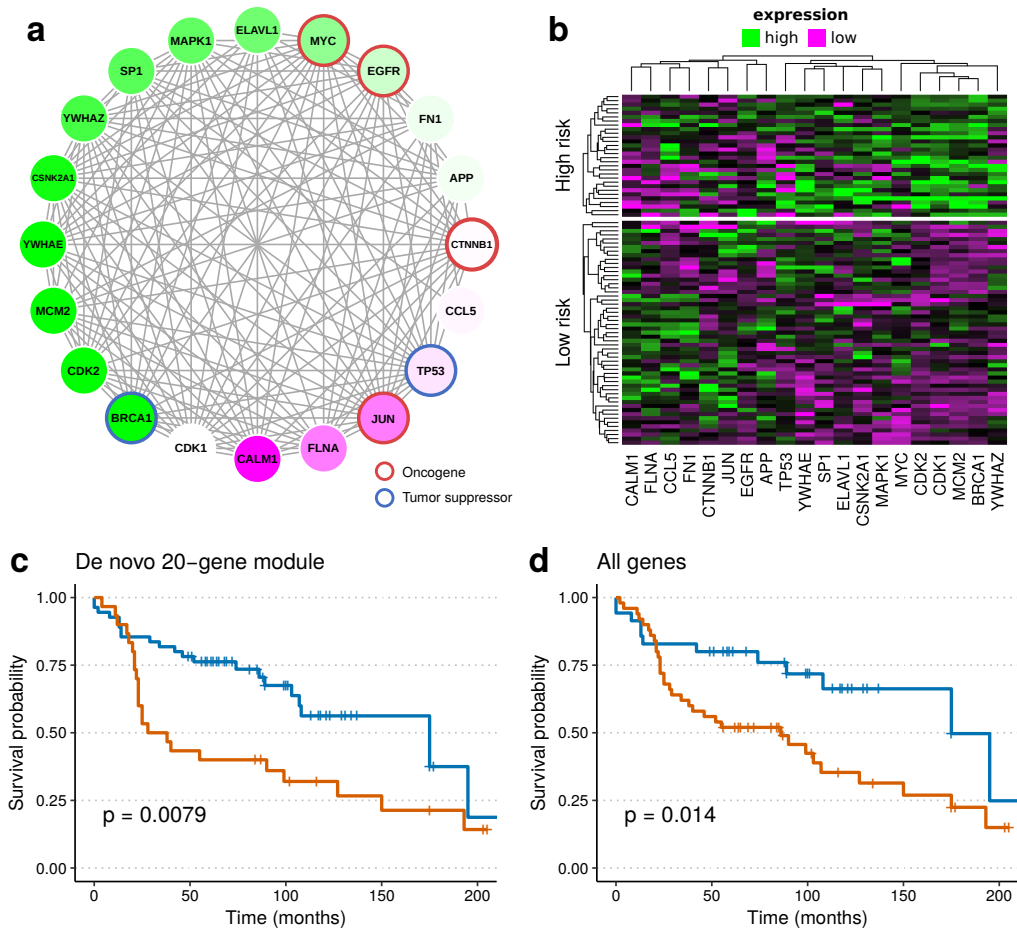 a
ELAVL1
MYC
MAPK1
EGFR
SP1
FN1
YWHAZ
APP
CSNK2A1
CTNNB1
YWHAE
CCL5
MCM2
TP53
CDK2
JUN
BRCA1
FLNA
CDK1
CALM1
Oncogene
Tumor suppressor
b
expression
high low
High risk
Low risk
CALM1
FLNA
CCL5
FN1
CTNNB1
JUN
EGFR
APP
TP53
YWHAE
SP1
ELAVL1
CSNK2A1
MAPK1
MYC
CDK2
CDK1
MCM2
BRCA1
YWHAZ
c De novo 20−gene module
Survival probability
1.00
0.75
0.50
0.25
0.00
p = 0.0079
0 50 100 150 200
Time (months)
d All genes
Survival probability
1.00
0.75
0.50
0.25
0.00
p = 0.014
0 50 100 150 200
Time (months)